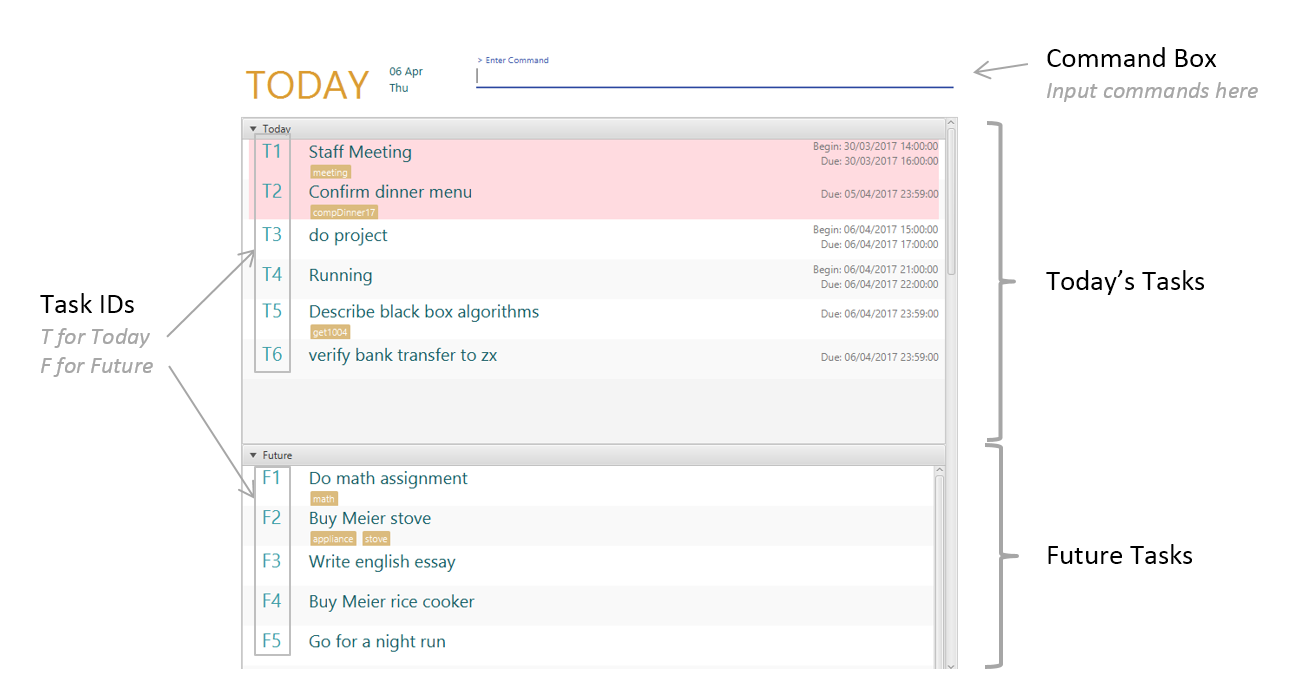 TODAY
06 Apr
Thu
> Enter Command
Command Box
Input commands here
Today
T1 Staff Meeting Begin: 30/03/2017 14:00:00
Due: 30/03/2017 16:00:00
meeting
T2 Confirm dinner menu Due: 05/04/2017 23:59:00
compDinner17
T3 do project Begin: 06/04/2017 15:00:00
Due: 06/04/2017 17:00:00
T4 Running Begin: 06/04/2017 21:00:00
Due: 06/04/2017 22:00:00
T5 Describe black box algorithms Due: 06/04/2017 23:59:00
get1004
T6 verify bank transfer to zx Due: 06/04/2017 23:59:00
Task IDs
T for Today
F for Future
Today's Tasks
Future
F1 Do math assignment
math
F2 Buy Meier stove
appliance stove
F3 Write english essay
F4 Buy Meier rice cooker
F5 Go for a night run
Future Tasks